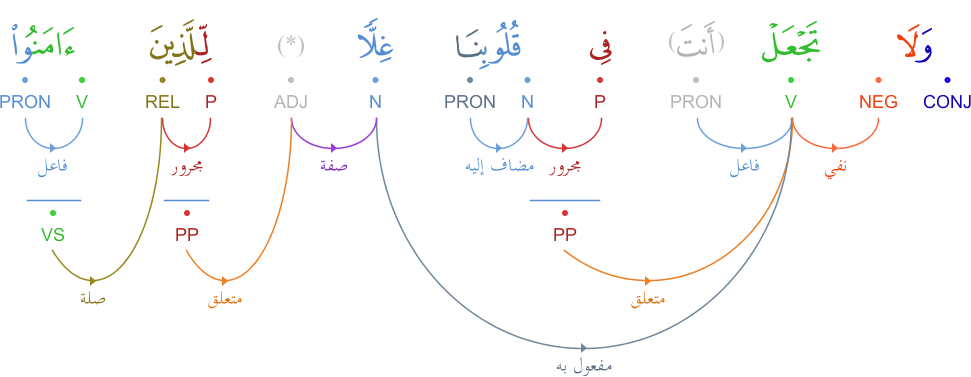 وَلَا تَجْعَلْ (أَنتَ) فِى قُلُوبِنَا غِلًّا (*) لِّلَّذِينَ ءَامَنُوا۟
CONJ NEG V PRON P N PRON N ADJ P REL V PRON
نفي فاعل مجرور مضاف إليه صفة مجرور فاعل
PP PP VS
متعلق متعلق صلة
مفعول به